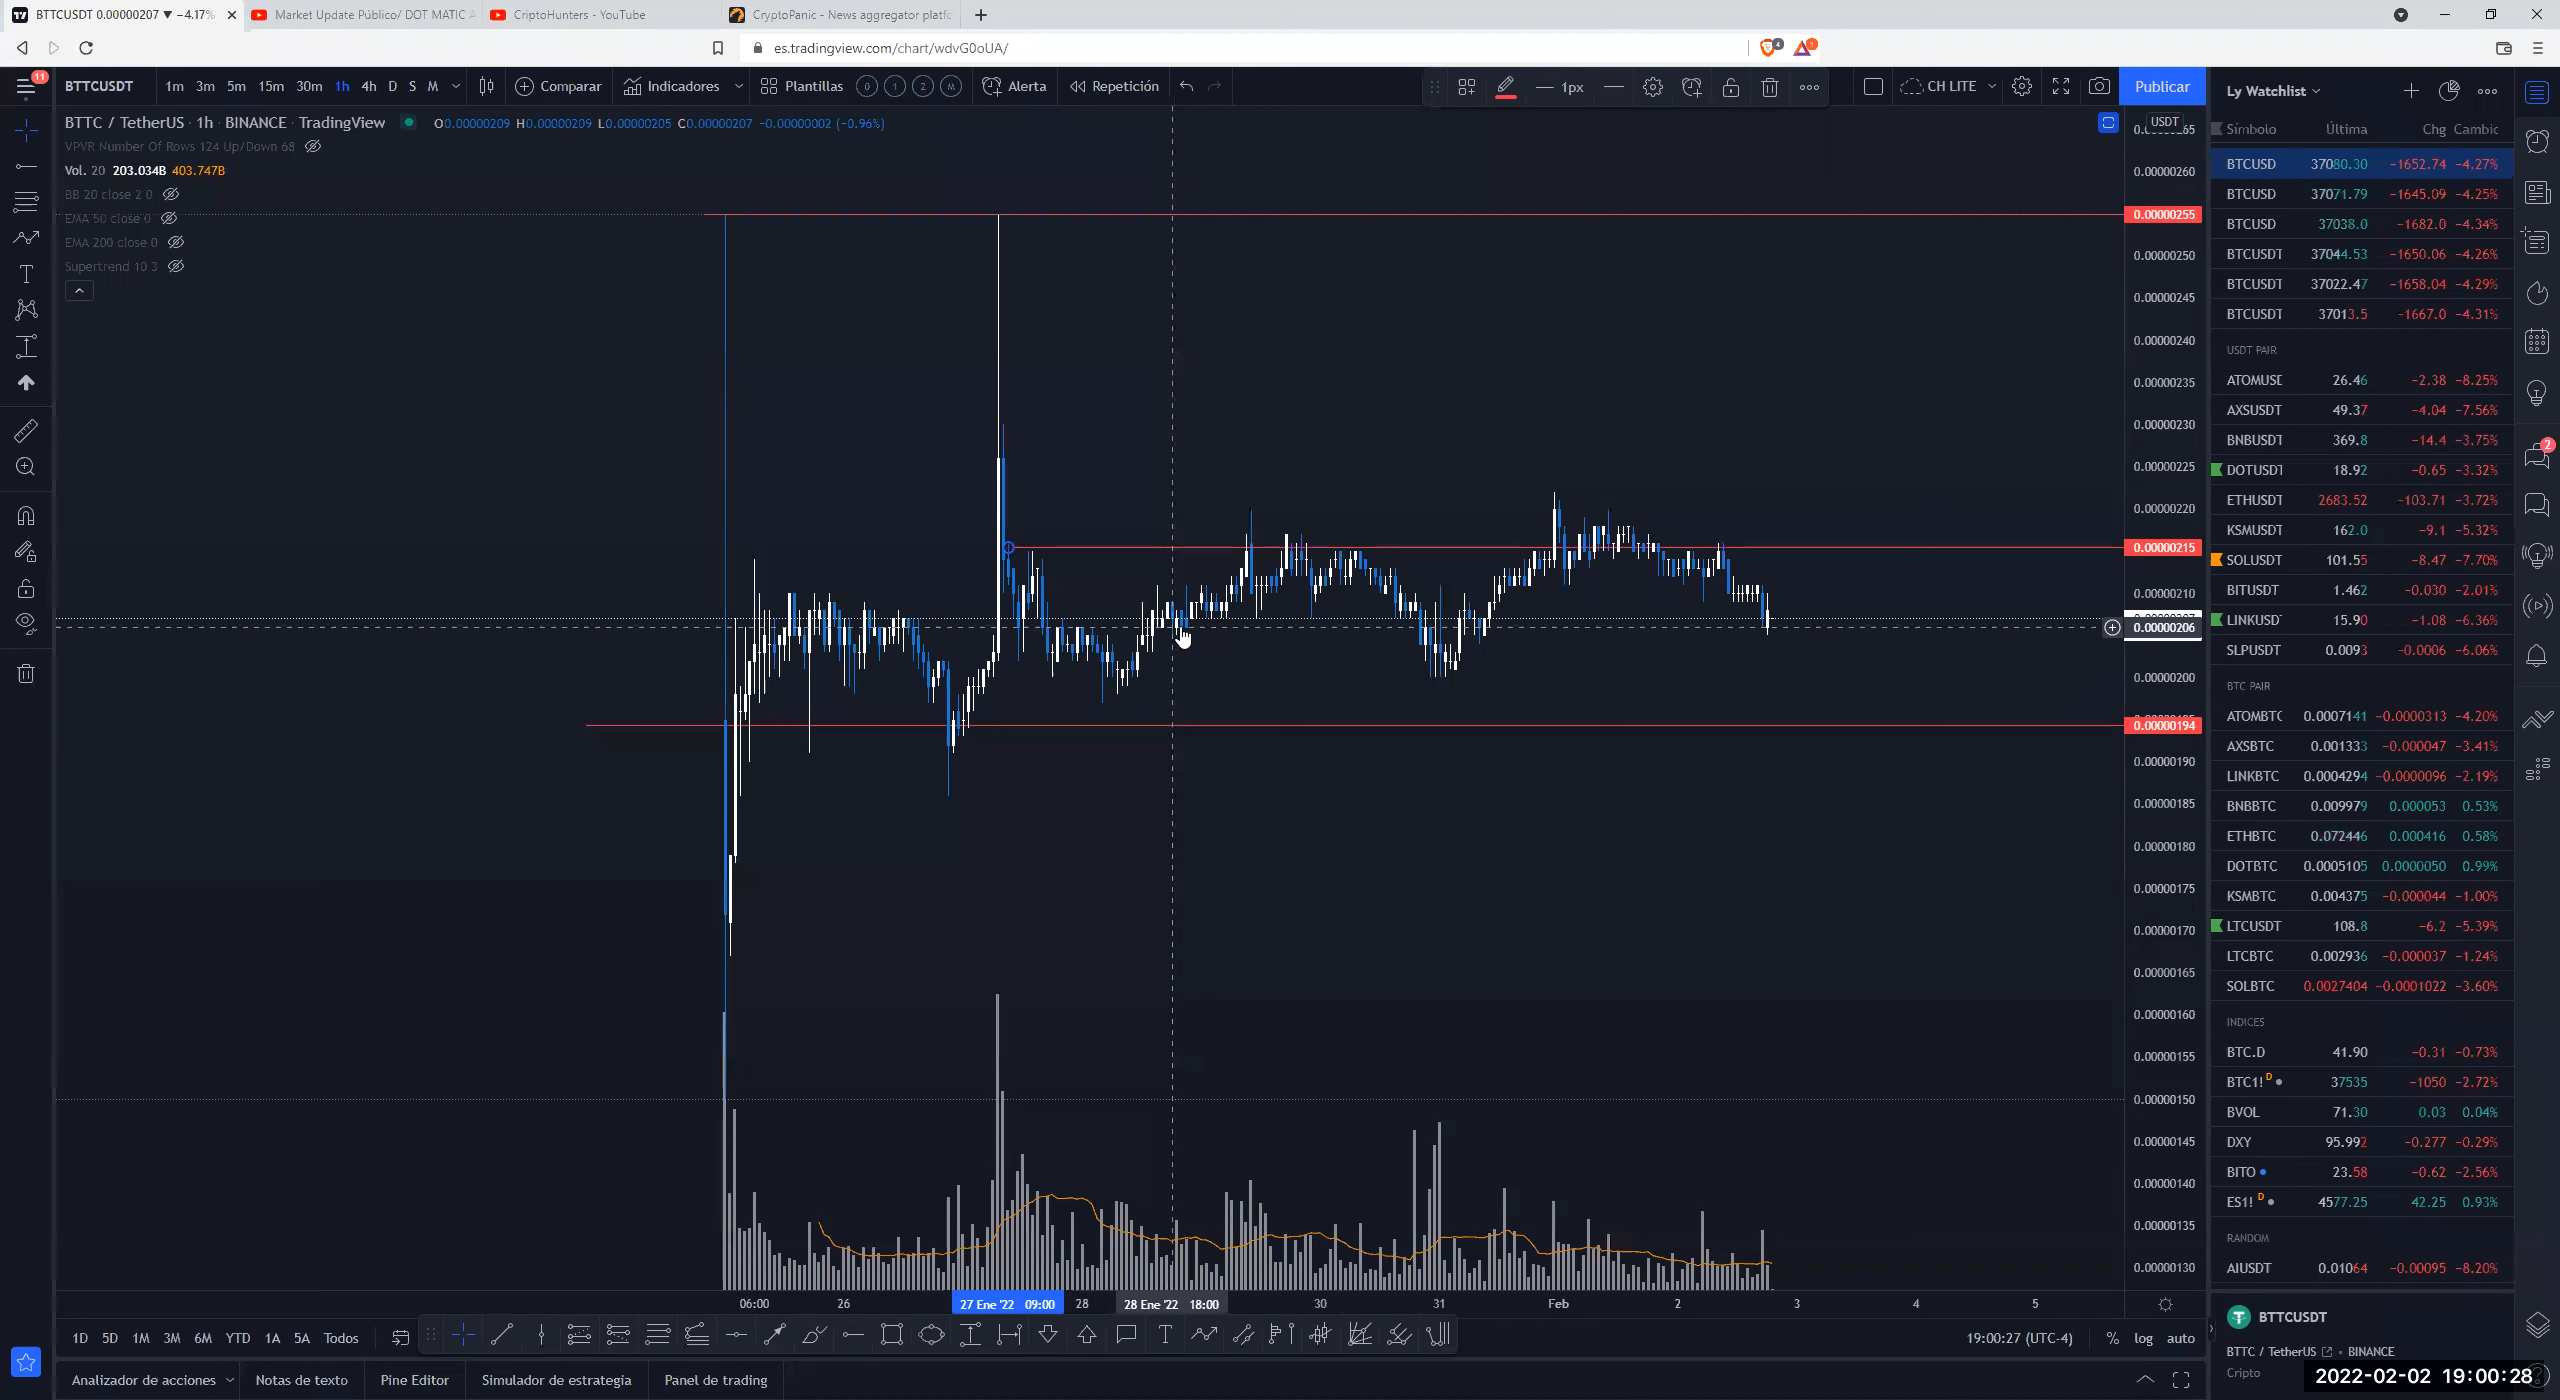 BTTCUSDT 0.00000207 ▼ −4.17%
Market Update Público/ DOT MATIC A
CriptoHunters - YouTube
CryptoPanic - News aggregator platfo
es.tradingview.com/chart/wdvG0oUA/
11
BTTCUSDT
1m 3m 5m 15m 30m 1h 4h D S M
Comparar
Indicadores
Plantillas
0 1 2 M
Alerta
Repetición
1px
CH LITE
Publicar
BTTC / TetherUS · 1h · BINANCE · TradingView
O0.00000209 H0.00000209 L0.00000205 C0.00000207 −0.00000002 (−0.96%)
VPVR Number Of Rows 124 Up/Down 68
Vol. 20 203.034B 403.747B
BB 20 close 2 0
EMA 50 close 0
EMA 200 close 0
Supertrend 10 3
USDT
0.00000260
0.00000255
0.00000250
0.00000245
0.00000240
0.00000235
0.00000230
0.00000225
0.00000220
0.00000215
0.00000210
0.00000206
0.00000200
0.00000194
0.00000190
0.00000185
0.00000180
0.00000175
0.00000170
0.00000165
0.00000160
0.00000155
0.00000150
0.00000145
0.00000140
0.00000135
0.00000130
06:00 26 27 Ene '22 09:00 28 28 Ene '22 18:00 30 31 Feb 2 3 4 5
1D 5D 1M 3M 6M YTD 1A 5A Todos
19:00:27 (UTC-4) % log auto
Analizador de acciones
Notas de texto
Pine Editor
Simulador de estrategia
Panel de trading
Ly Watchlist
Símbolo Última Chg Cambic
BTCUSD 37080.30 −1652.74 −4.27%
BTCUSD 37071.79 −1645.09 −4.25%
BTCUSD 37038.0 −1682.0 −4.34%
BTCUSDT 37044.53 −1650.06 −4.26%
BTCUSDT 37022.47 −1658.04 −4.29%
BTCUSDT 37013.5 −1667.0 −4.31%
USDT PAIR
ATOMUSD 26.46 −2.38 −8.25%
AXSUSDT 49.37 −4.04 −7.56%
BNBUSDT 369.8 −14.4 −3.75%
DOTUSDT 18.92 −0.65 −3.32%
ETHUSDT 2683.52 −103.71 −3.72%
KSMUSDT 162.0 −9.1 −5.32%
SOLUSDT 101.55 −8.47 −7.70%
BITUSDT 1.462 −0.030 −2.01%
LINKUSD 15.90 −1.08 −6.36%
SLPUSDT 0.0093 −0.0006 −6.06%
BTC PAIR
ATOMBTC 0.0007141 −0.0000313 −4.20%
AXSBTC 0.001333 −0.000047 −3.41%
LINKBTC 0.0004294 −0.0000096 −2.19%
BNBBTC 0.009979 0.000053 0.53%
ETHBTC 0.072446 0.000416 0.58%
DOTBTC 0.0005105 0.0000050 0.99%
KSMBTC 0.004375 −0.000044 −1.00%
LTCUSDT 108.8 −6.2 −5.39%
LTCBTC 0.002936 −0.000037 −1.24%
SOLBTC 0.0027404 −0.0001022 −3.60%
INDICES
BTC.D 41.90 −0.31 −0.73%
BTC1! D 37535 −1050 −2.72%
BVOL 71.30 0.03 0.04%
DXY 95.992 −0.277 −0.29%
BITO 23.58 −0.62 −2.56%
ES1! D 4577.25 42.25 0.93%
RANDOM
AIUSDT 0.01064 −0.00095 −8.20%
BTTCUSDT
BTTC / TetherUS • BINANCE
Cripto
2022-02-02 19:00:28
2